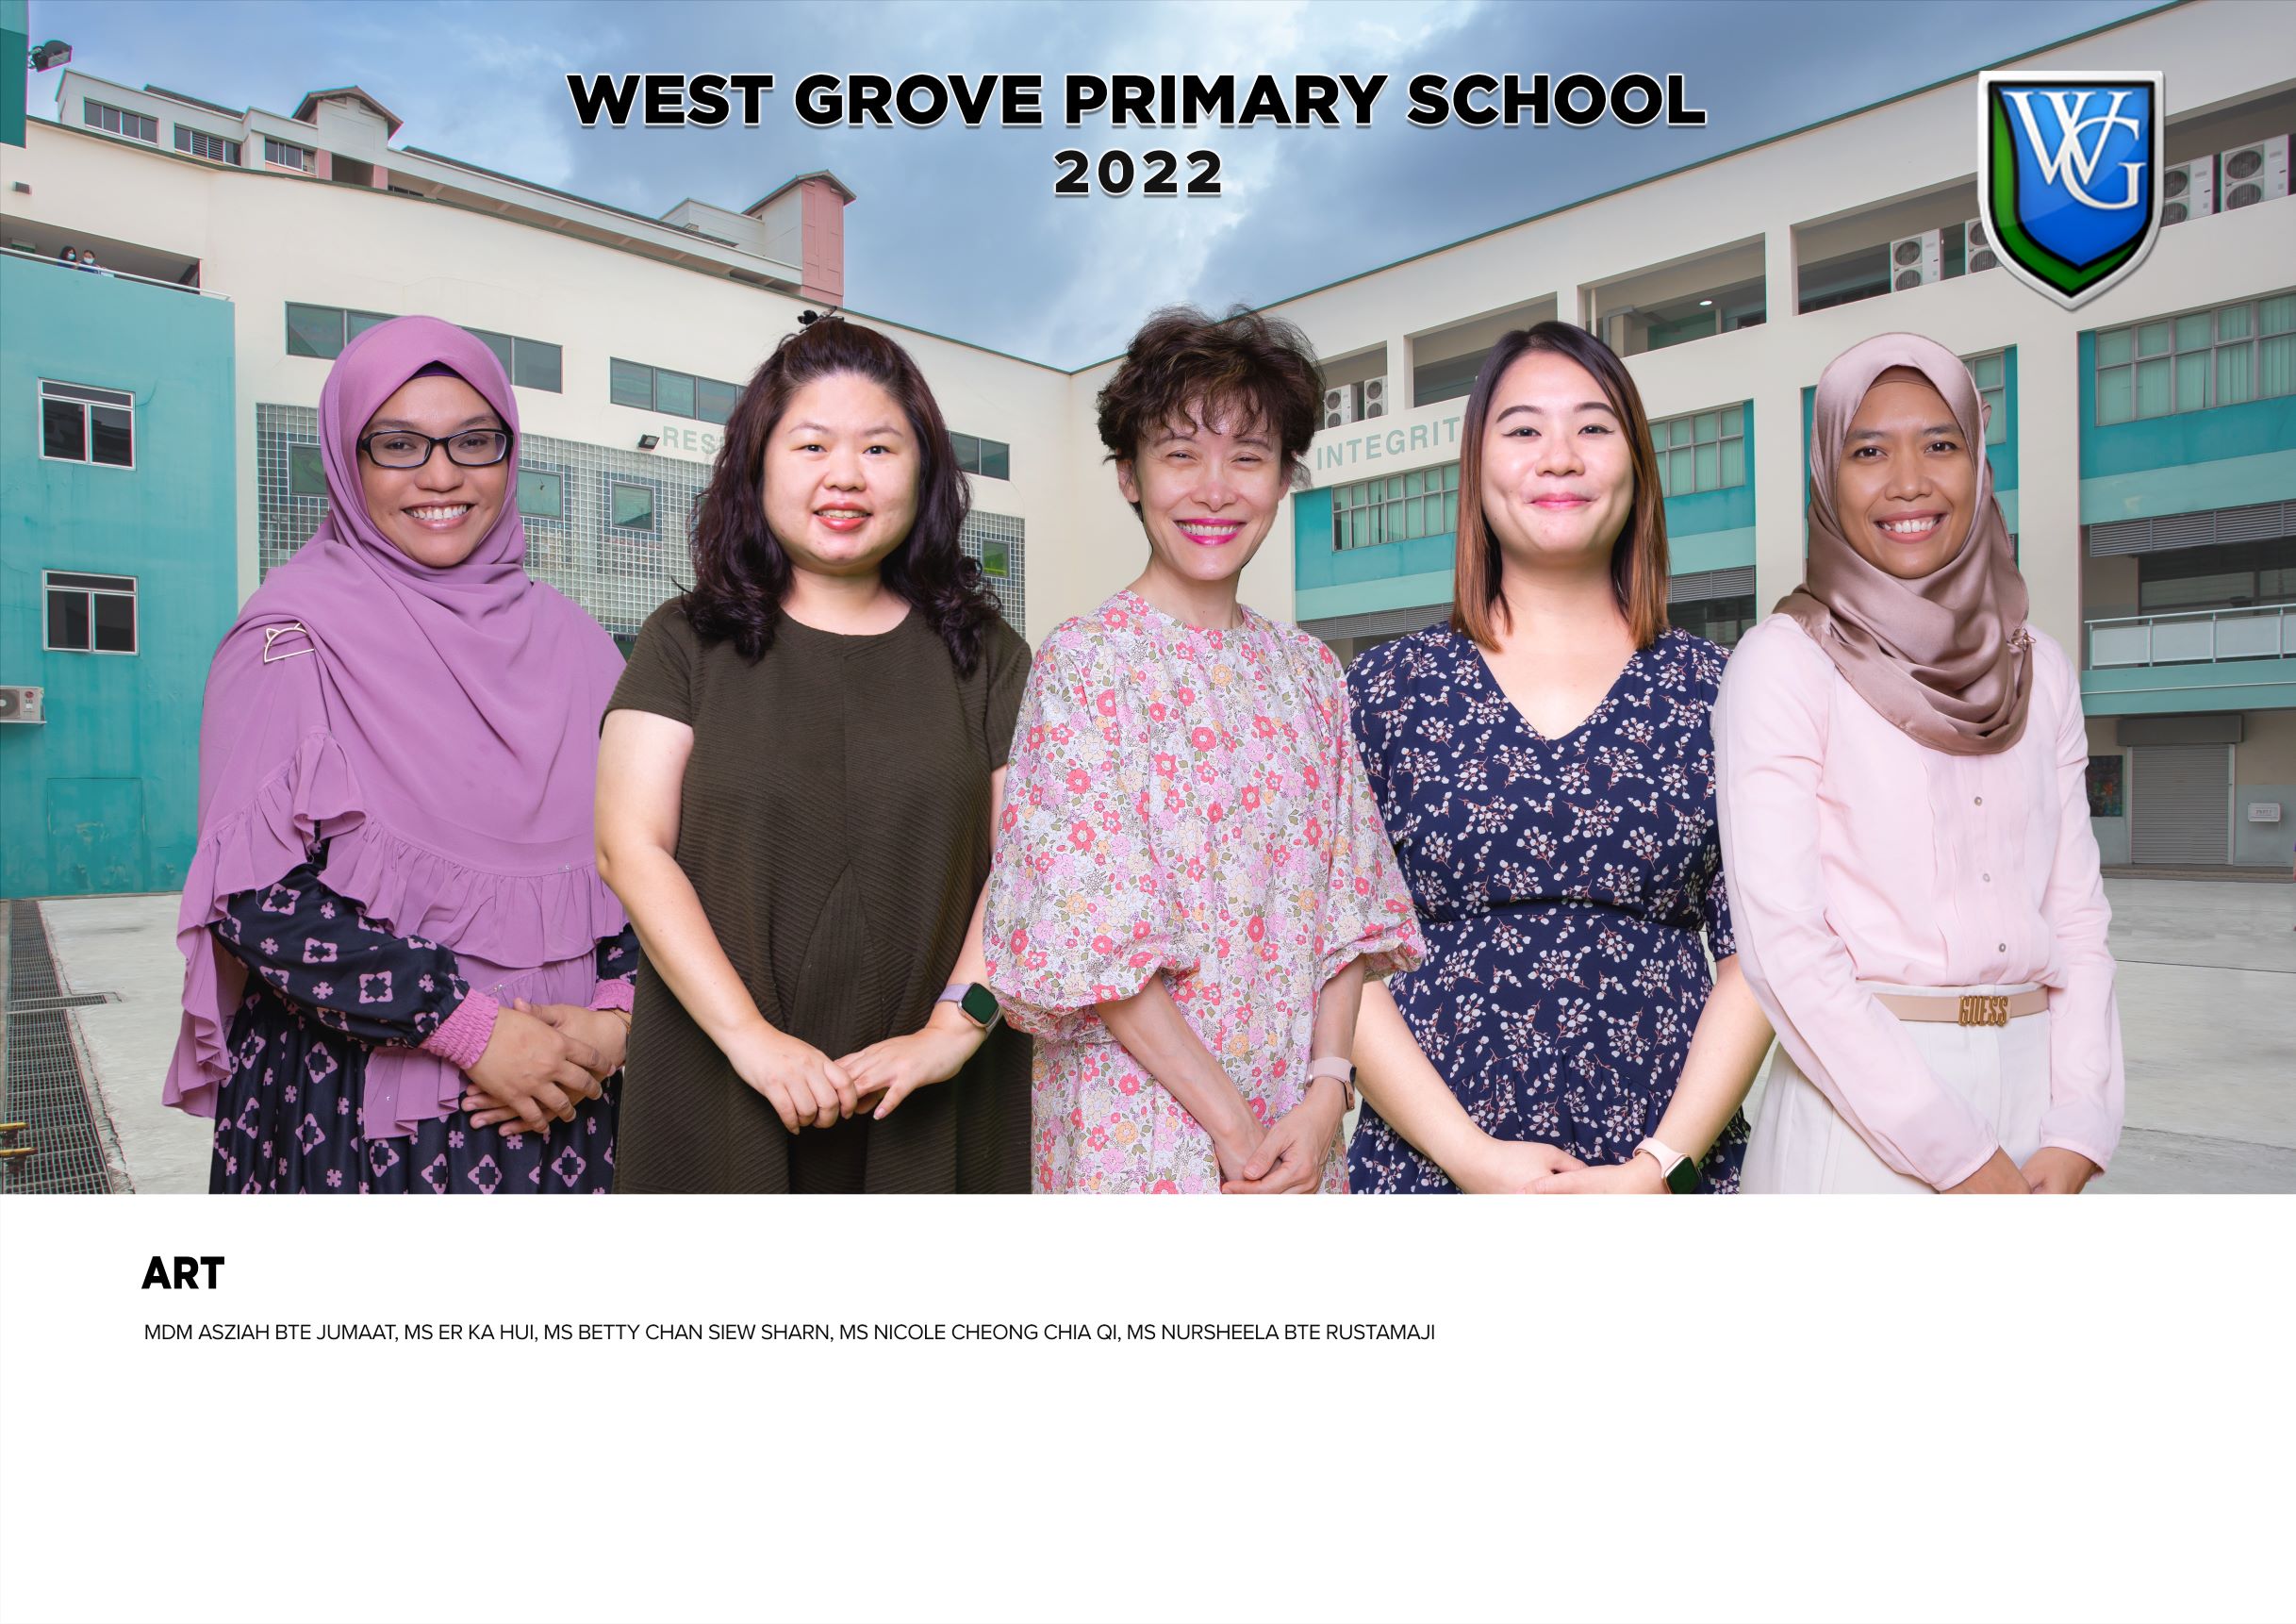 WEST GROVE PRIMARY SCHOOL
2022
WG
INTEGRIT
GUESS
ART
MDM ASZIAH BTE JUMAAT, MS ER KA HUI, MS BETTY CHAN SIEW SHARN, MS NICOLE CHEONG CHIA QI, MS NURSHEELA BTE RUSTAMAJI